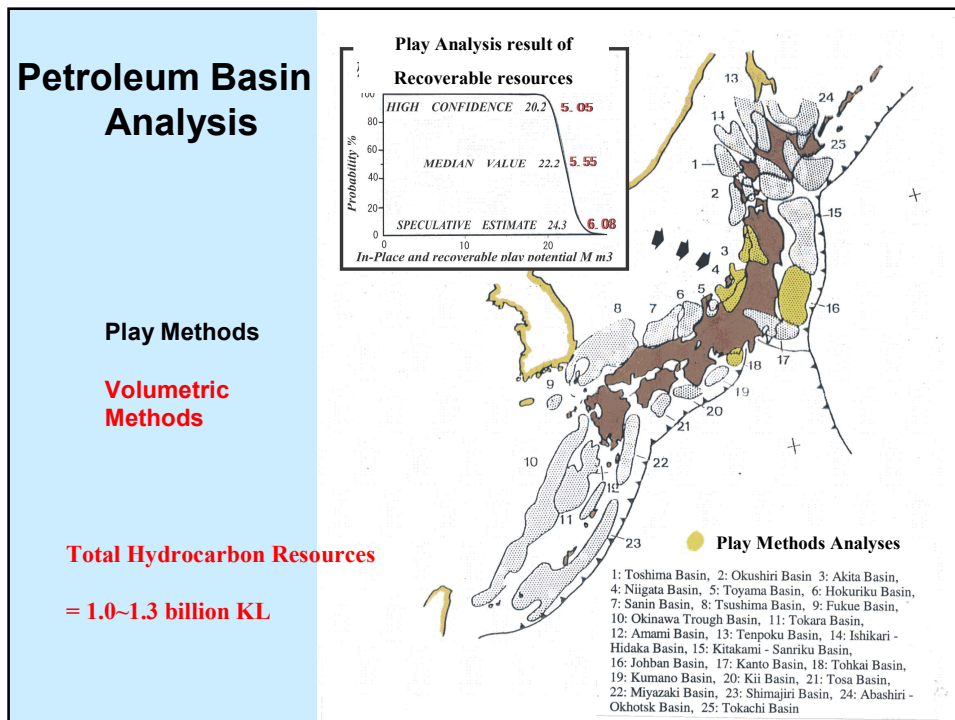 Petroleum Basin
Analysis
Play Methods
Volumetric
Methods
Total Hydrocarbon Resources
= 1.0~1.3 billion KL
Play Analysis result of
Recoverable resources
100
HIGH CONFIDENCE 20.2 5.05
80
60
MEDIAN VALUE 22.2 5.55
40
20
SPECULATIVE ESTIMATE 24.3 6.08
0
0 20
Probability %
In-Place and recoverable play potential M m3
13
24
14
25
1
2
15
3
4
5
6
7
8
16
17
9
18
19
20
21
10
22
19
11
23
Play Methods Analyses
1: Toshima Basin, 2: Okushiri Basin 3: Akita Basin,
4: Niigata Basin, 5: Toyama Basin, 6: Hokuriku Basin,
7: Sanin Basin, 8: Tsushima Basin, 9: Fukue Basin,
10: Okinawa Trough Basin, 11: Tokara Basin,
12: Amami Basin, 13: Tenpoku Basin, 14: Ishikari -
Hidaka Basin, 15: Kitakami - Sanriku Basin,
16: Johban Basin, 17: Kanto Basin, 18: Tohkai Basin,
19: Kumano Basin, 20: Kii Basin, 21: Tosa Basin,
22: Miyazaki Basin, 23: Shimajiri Basin, 24: Abashiri -
Okhotsk Basin, 25: Tokachi Basin